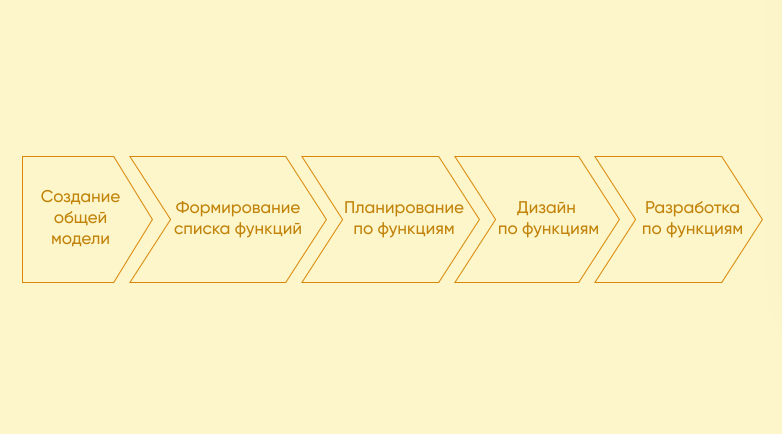 Создание
общей
модели
Формирование
списка функций
Планирование
по функциям
Дизайн
по функциям
Разработка
по функциям